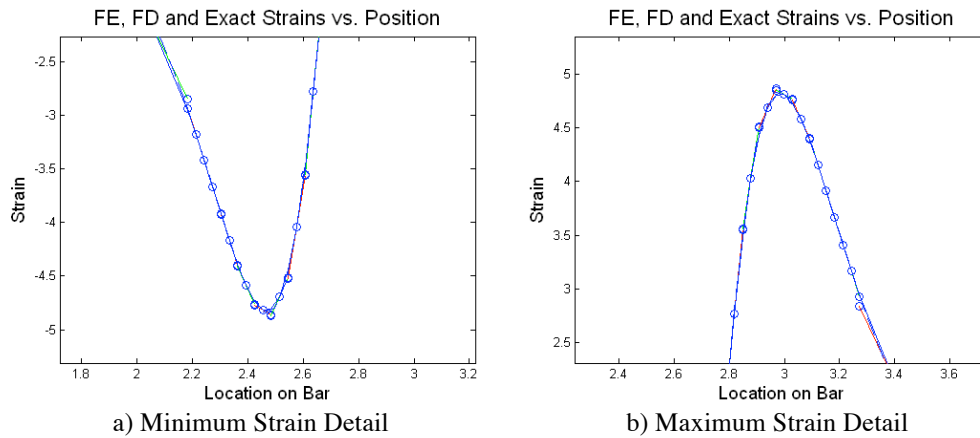 FE, FD and Exact Strains vs. Position
-2.5
-3
-3.5
-4
-4.5
-5
Strain
1.8 2 2.2 2.4 2.6 2.8 3 3.2
Location on Bar
a) Minimum Strain Detail
FE, FD and Exact Strains vs. Position
5
4.5
4
3.5
3
2.5
Strain
2.4 2.6 2.8 3 3.2 3.4 3.6
Location on Bar
b) Maximum Strain Detail